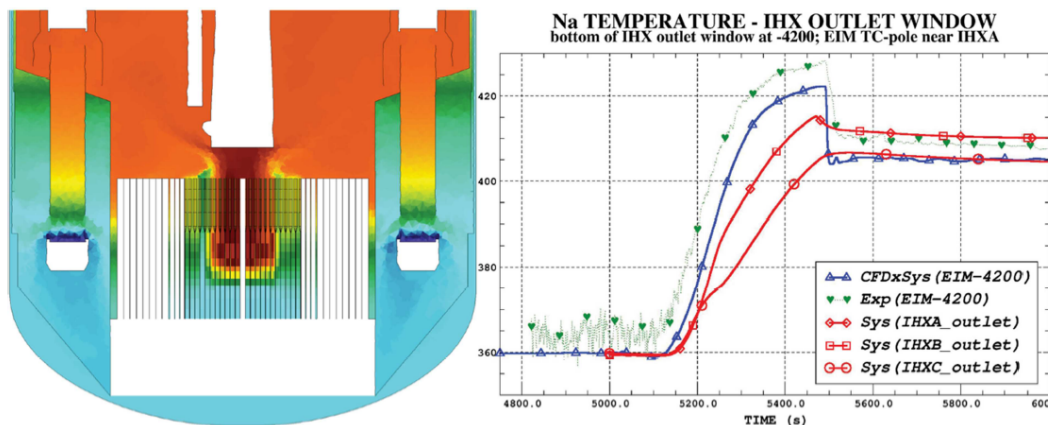 Na TEMPERATURE - IHX OUTLET WINDOW
bottom of IHX outlet window at -4200; EIM TC-pole near IHXA
420
400
380
360
CFDxSys(EIM-4200)
Exp(EIM-4200)
Sys(IHXA_outlet)
Sys(IHXB_outlet)
Sys(IHXC_outlet)
4800.0 5000.0 5200.0 5400.0 5600.0 5800.0 600
TIME (s)